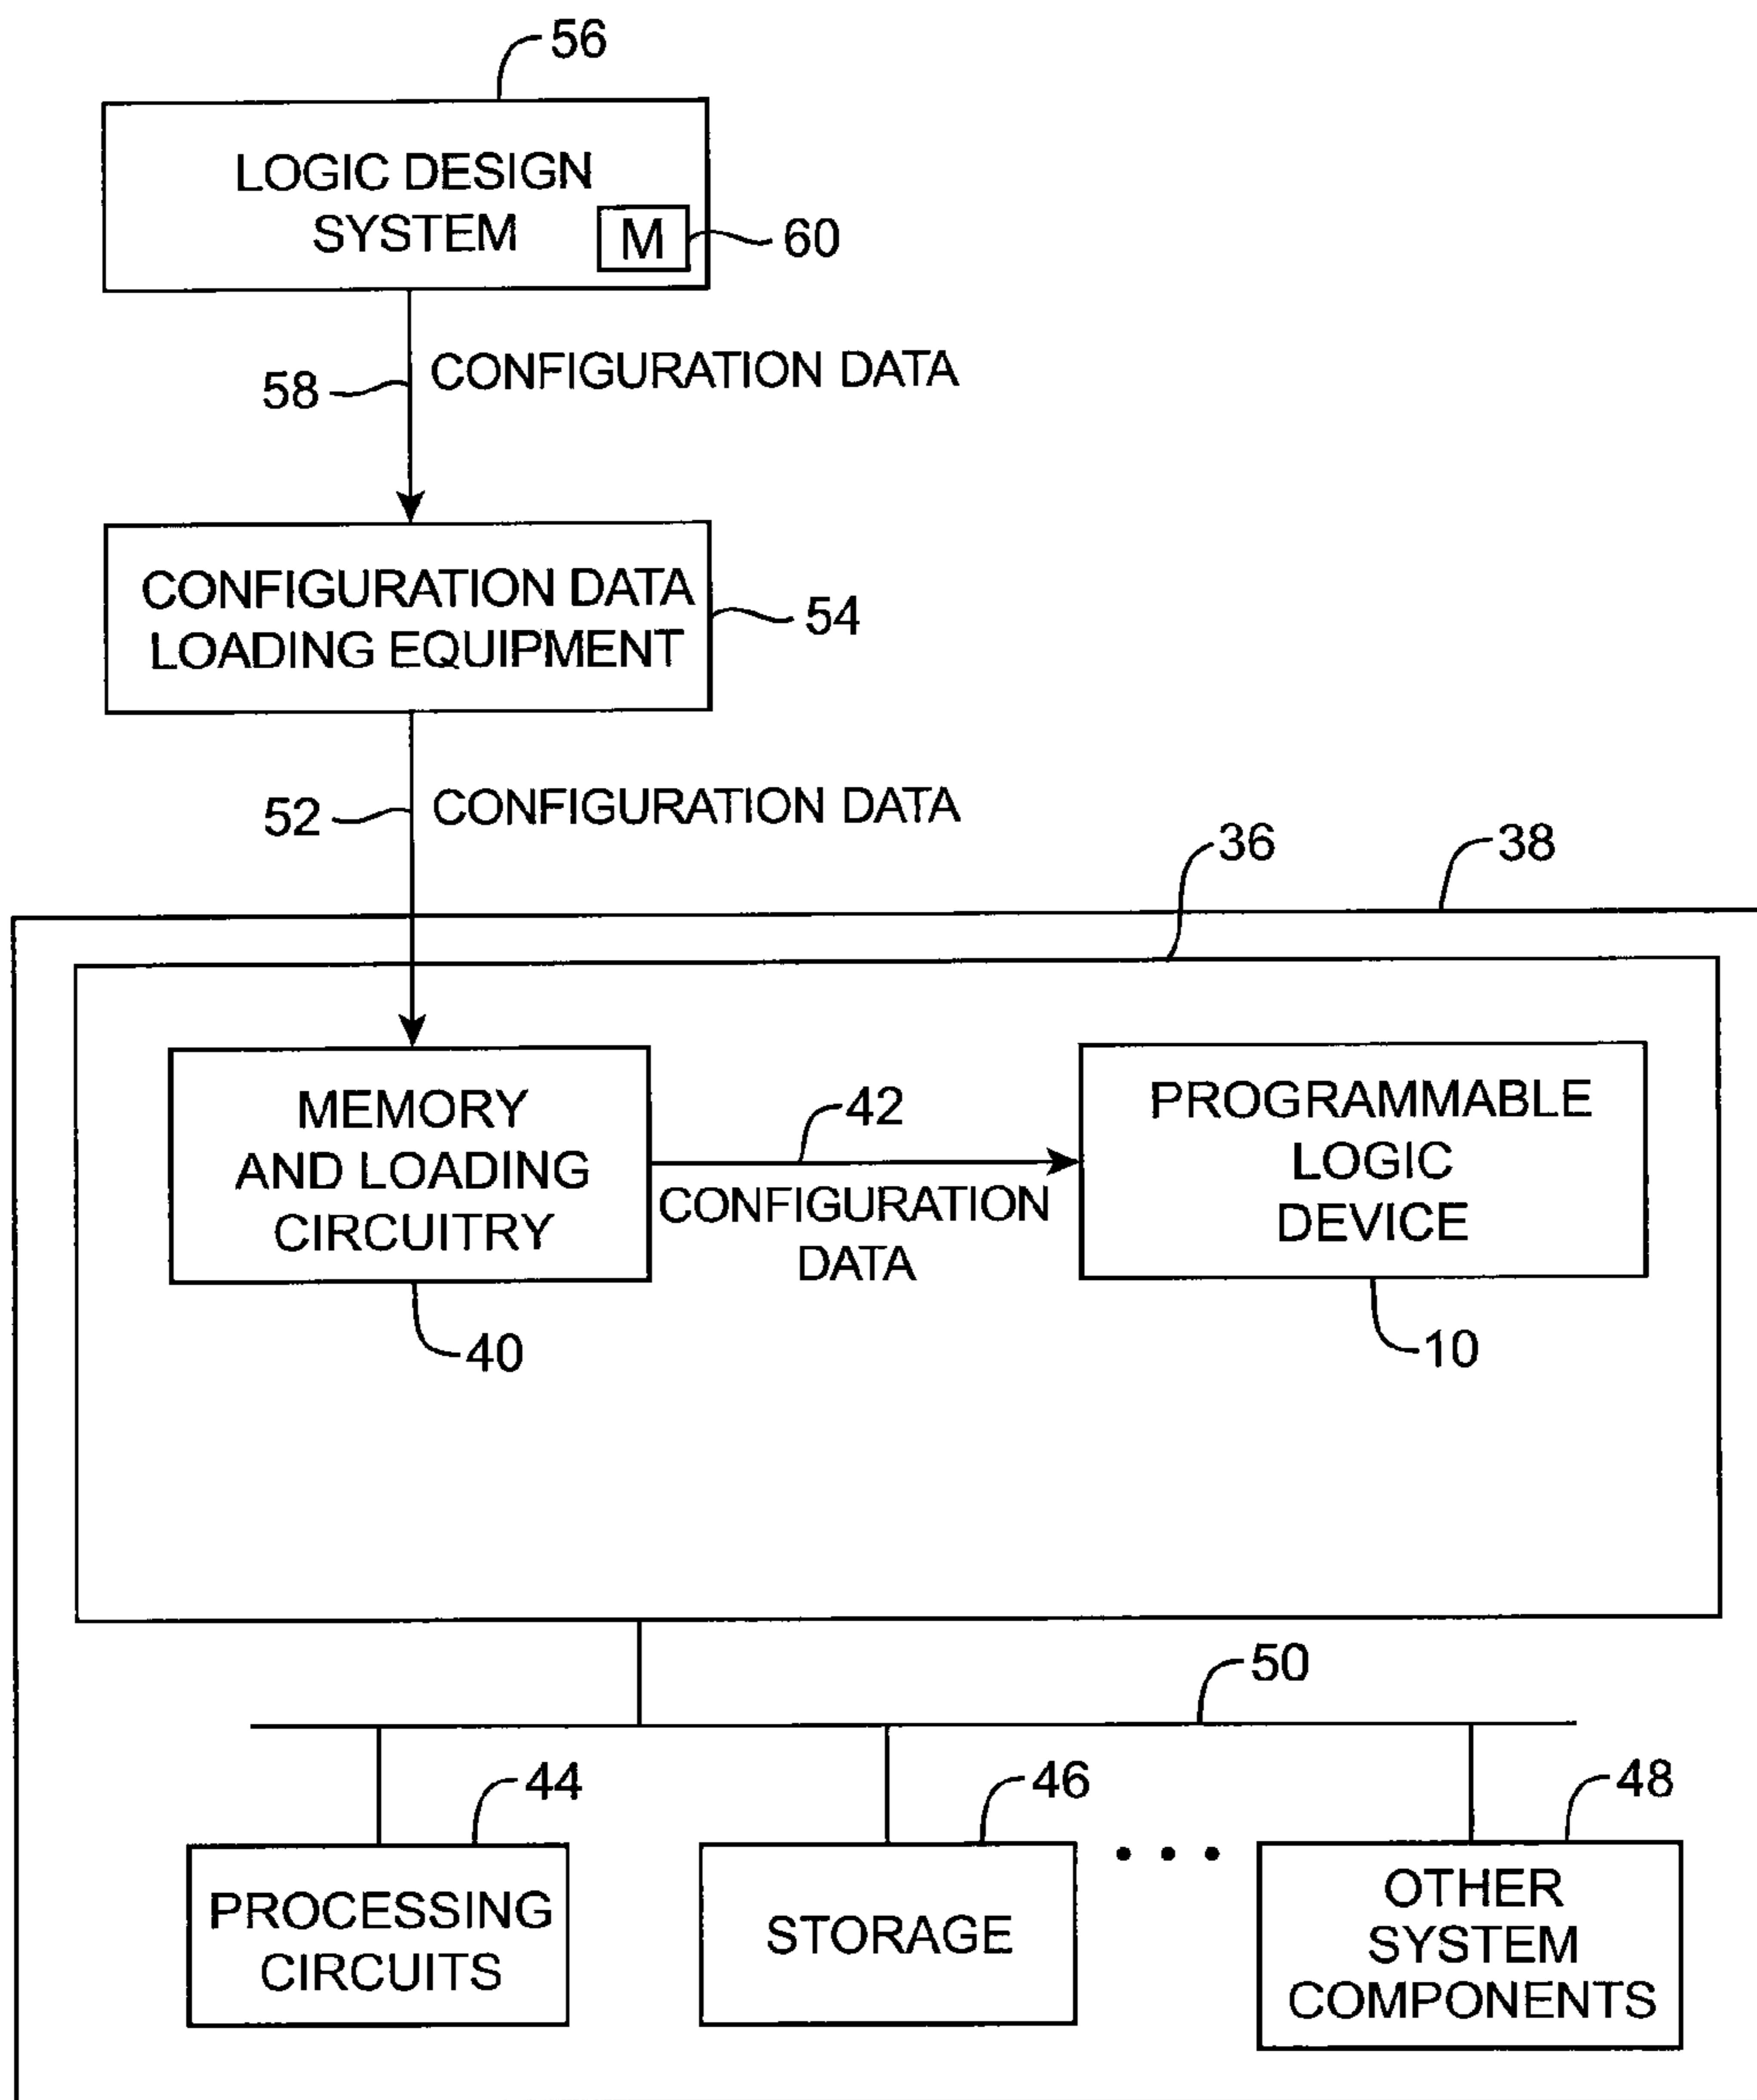 56
LOGIC DESIGN
SYSTEM
M
60
58
CONFIGURATION DATA
CONFIGURATION DATA
LOADING EQUIPMENT
54
52
CONFIGURATION DATA
36
38
MEMORY
AND LOADING
CIRCUITRY
42
CONFIGURATION
DATA
PROGRAMMABLE
LOGIC
DEVICE
40
10
50
44
46
48
PROCESSING
CIRCUITS
STORAGE
• • •
OTHER
SYSTEM
COMPONENTS